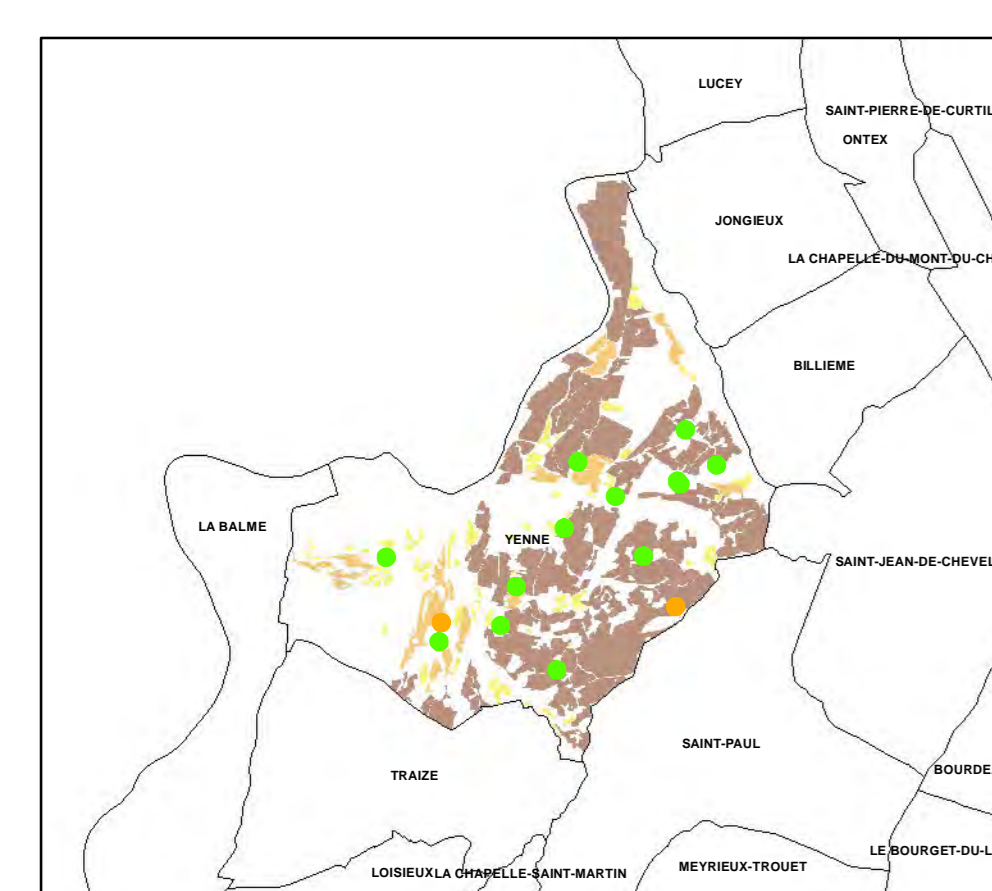 LUCEY
SAINT-PIERRE-DE-CURTIL
ONTEX
JONGIEUX
LA CHAPELLE-DU-MONT-DU-CH
BILLIEME
LA BALME
YENNE
SAINT-JEAN-DE-CHEVEL
SAINT-PAUL
TRAIZE
BOURDE
LE BOURGET-DU-L
MEYRIEUX-TROUET
LOISIEUX LA CHAPELLE-SAINT-MARTIN